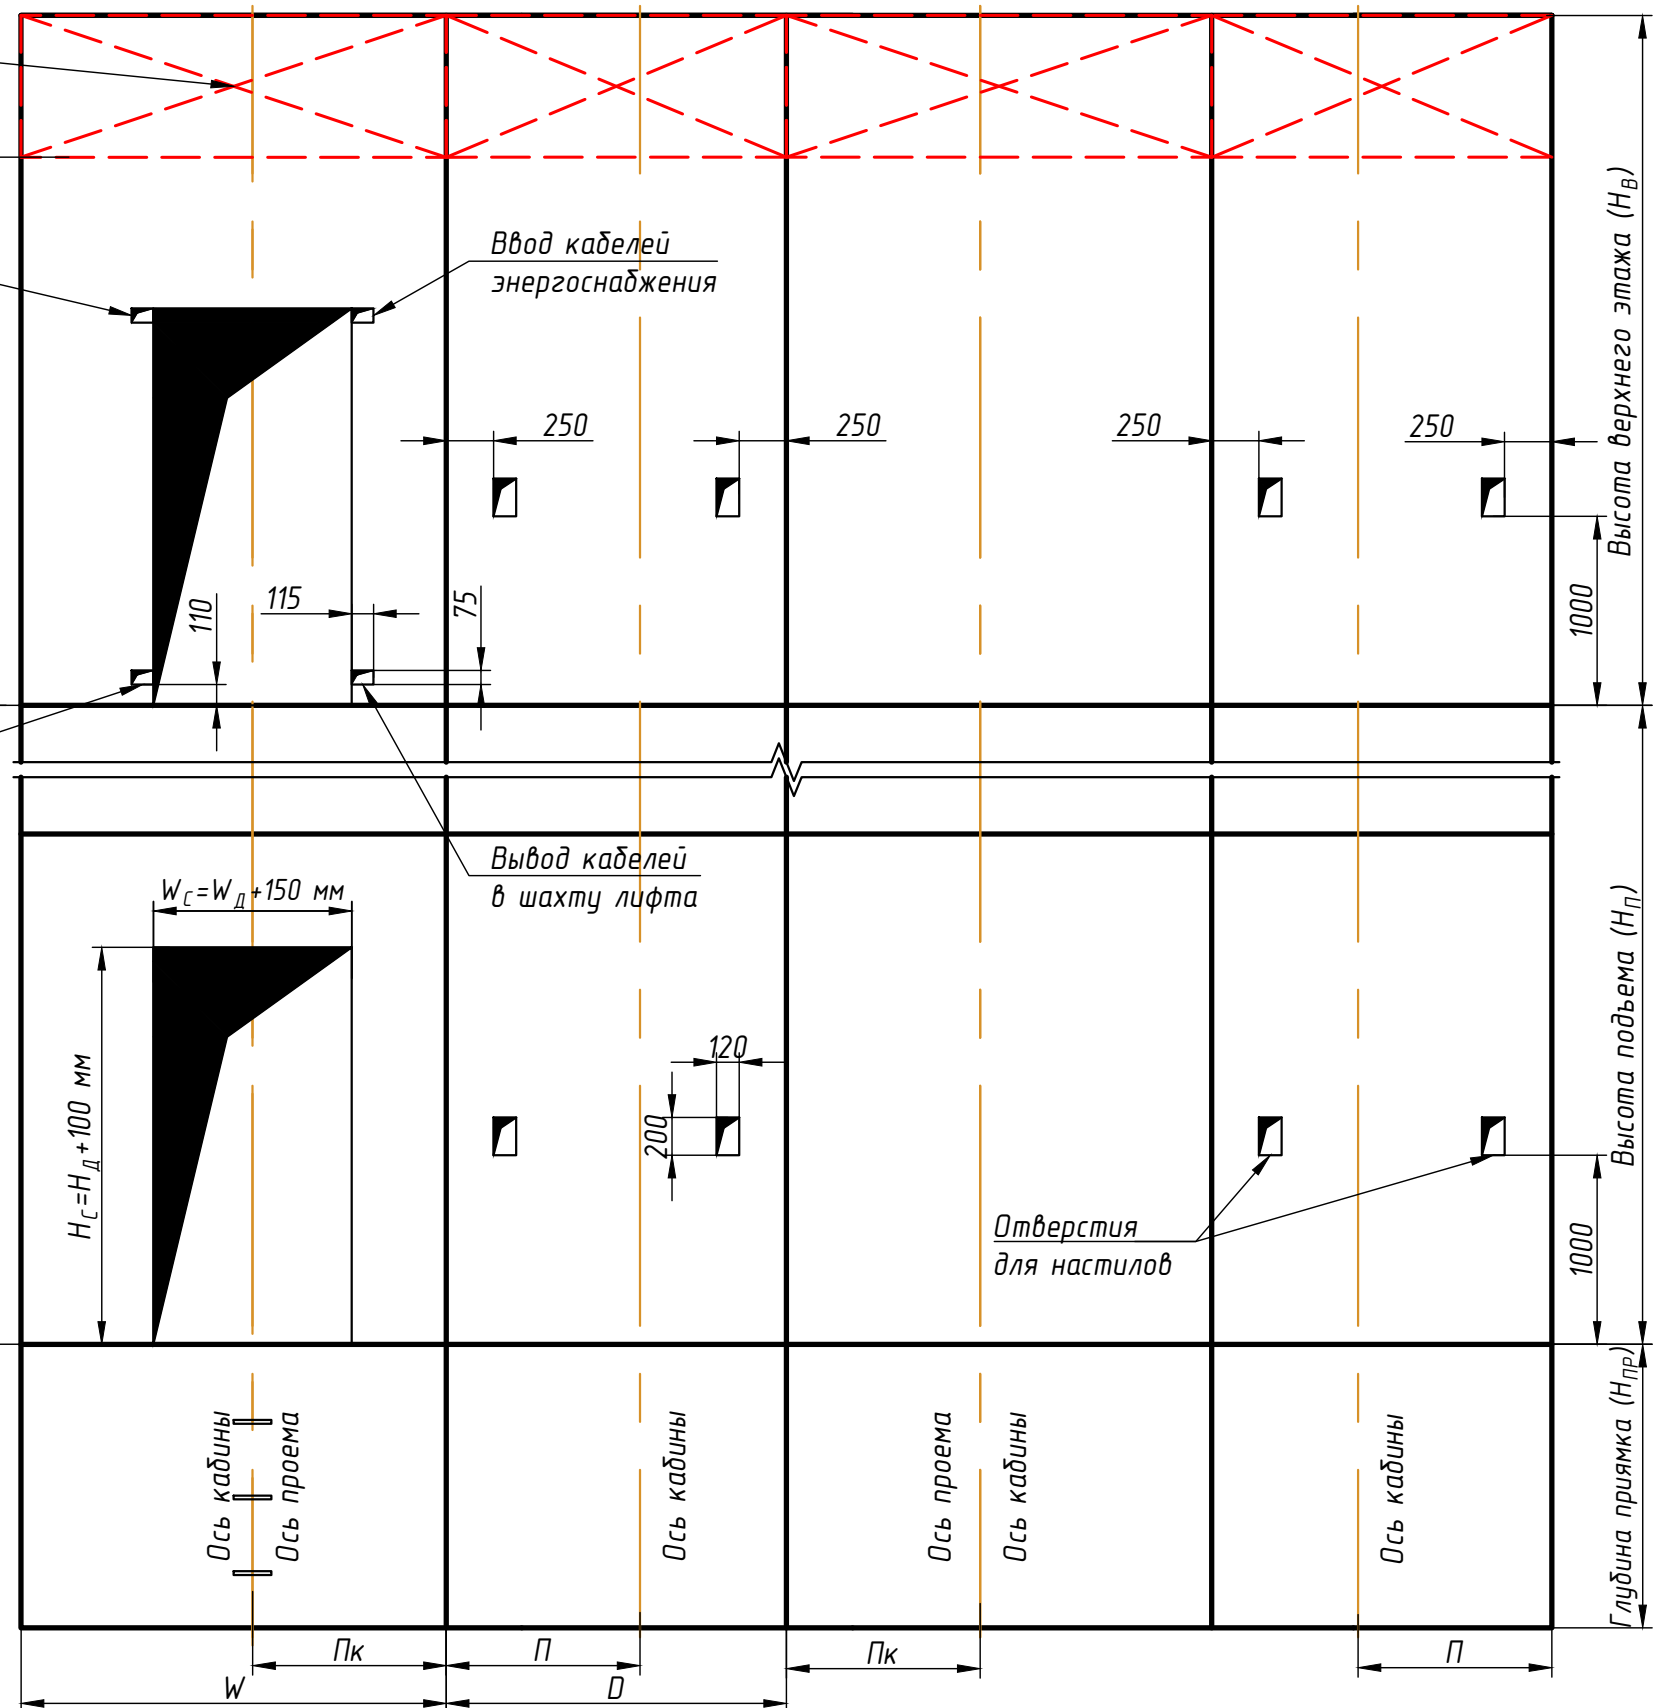 Ввод кабелей
энергоснабжения
Высота верхнего этажа (HВ)
250
250
250
250
110
115
75
1000
Вывод кабелей
в шахту лифта
WС=WД+150 мм
HС=HД+100 мм
120
200
Высота подъема (HП)
Отверстия
для настилов
1000
Глубина приямка (HПР)
Ось кабины
Ось проема
Ось кабины
Ось проема
Ось кабины
Ось кабины
Пк
П
Пк
П
W
D